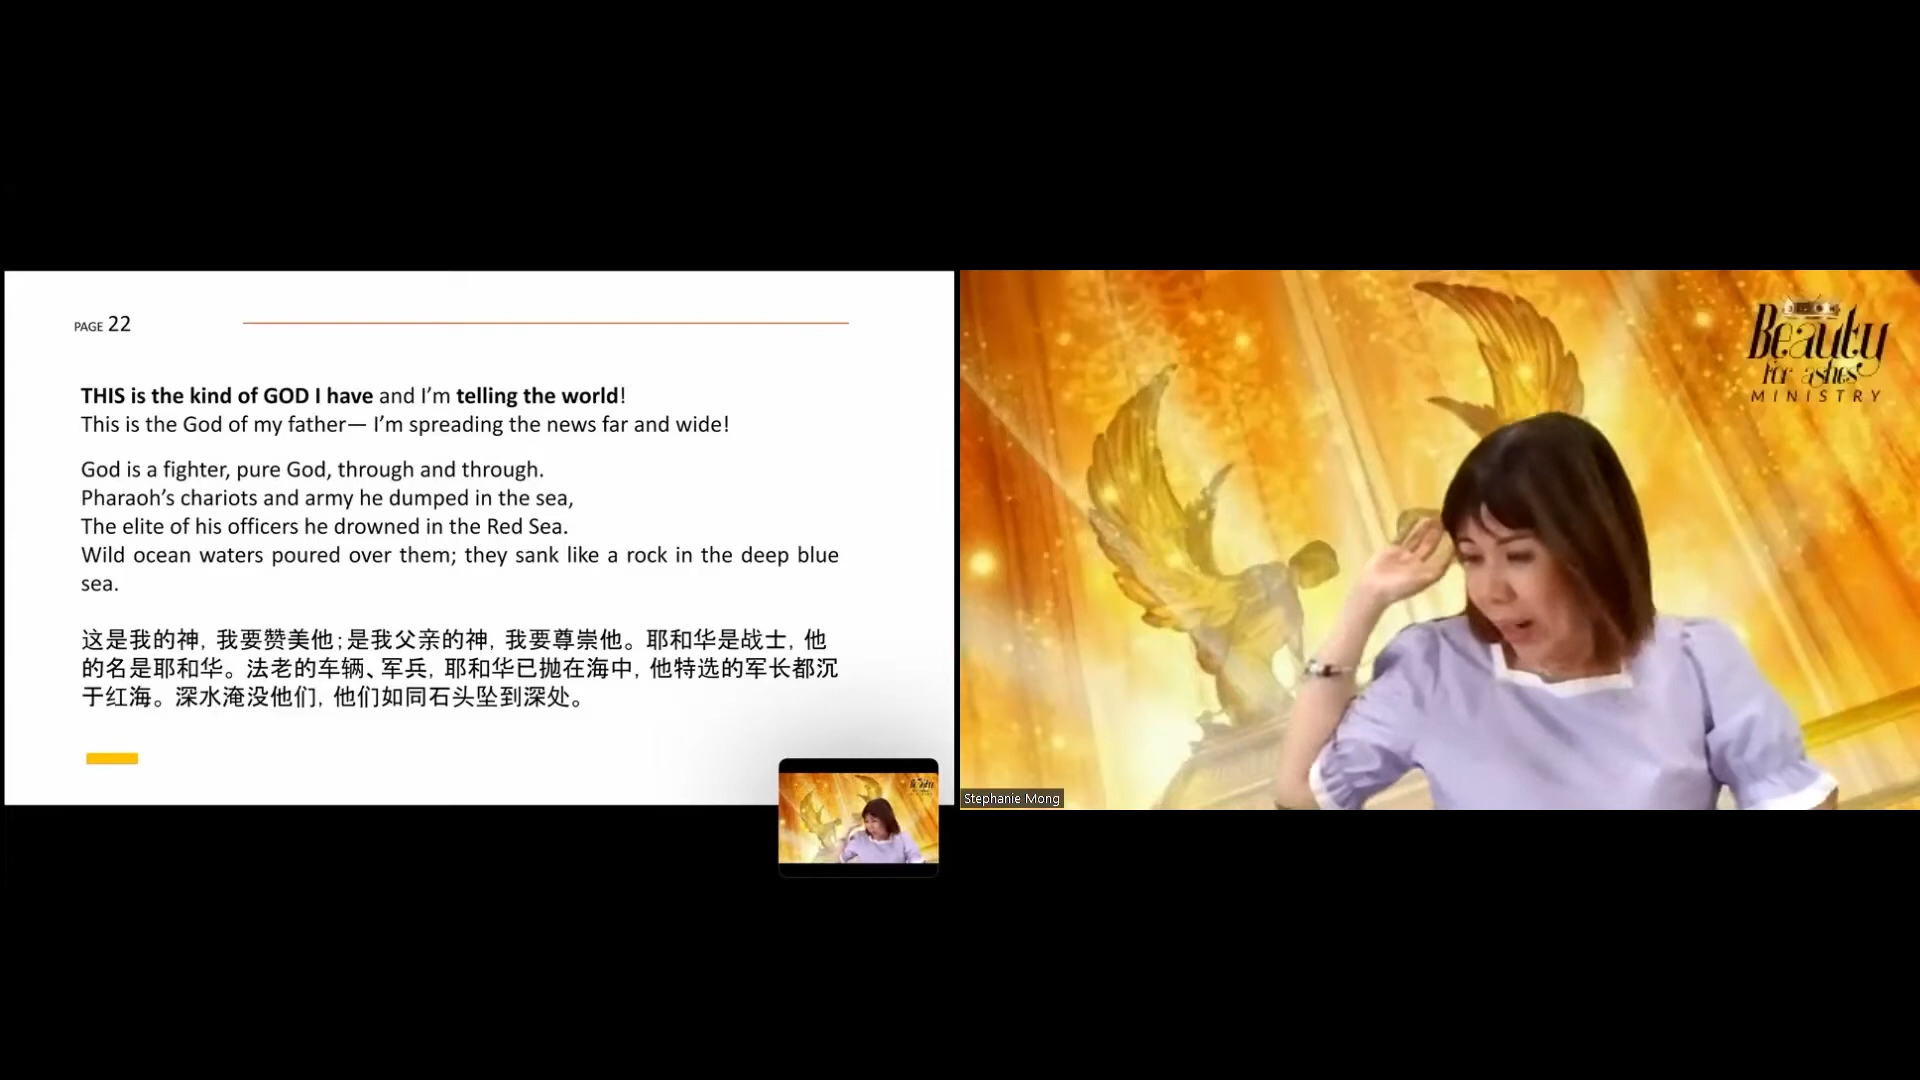 PAGE 22
THIS is the kind of GOD I have and I’m telling the world!
This is the God of my father— I’m spreading the news far and wide!
God is a fighter, pure God, through and through.
Pharaoh’s chariots and army he dumped in the sea,
The elite of his officers he drowned in the Red Sea.
Wild ocean waters poured over them; they sank like a rock in the deep blue
sea.
这是我的神, 我要赞美他;是我父亲的神, 我要尊崇他。耶和华是战士, 他
的名是耶和华。法老的车辆、军兵, 耶和华已抛在海中, 他特选的军长都沉
于红海。深水淹没他们, 他们如同石头坠到深处。
Beauty
For ashes
MINISTRY
Stephanie Mong